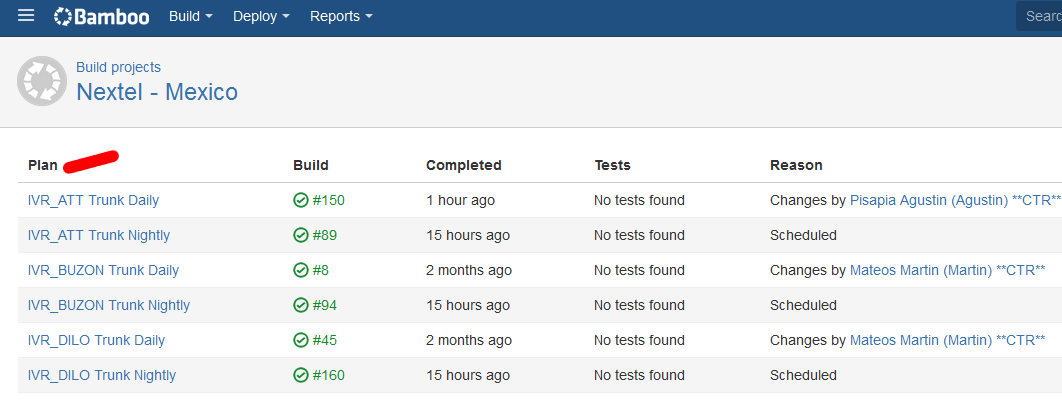 Bamboo Build Deploy Reports Searc
Build projects
Nextel - Mexico
Plan Build Completed Tests Reason
IVR_ATT Trunk Daily #150 1 hour ago No tests found Changes by Pisapia Agustin (Agustin) **CTR**
IVR_ATT Trunk Nightly #89 15 hours ago No tests found Scheduled
IVR_BUZON Trunk Daily #8 2 months ago No tests found Changes by Mateos Martin (Martin) **CTR**
IVR_BUZON Trunk Nightly #94 15 hours ago No tests found Scheduled
IVR_DILO Trunk Daily #45 2 months ago No tests found Changes by Mateos Martin (Martin) **CTR**
IVR_DILO Trunk Nightly #160 15 hours ago No tests found Scheduled